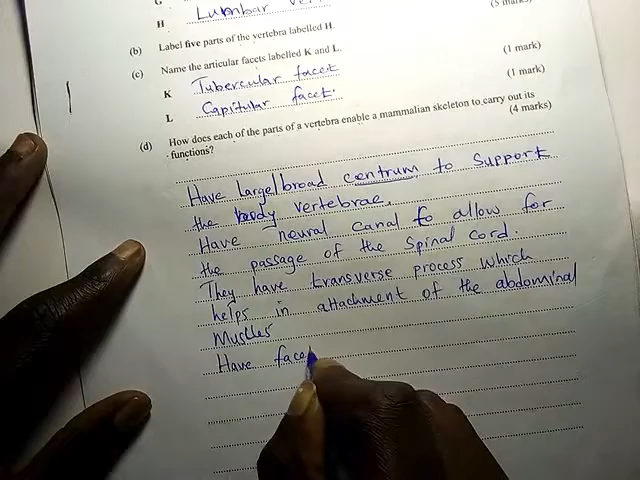 H Lumbar ver
(b) Label five parts of the vertebra labelled H.
(c) Name the articular facets labelled K and L.
K Tubercular facet (1 mark)
L Capitular facet. (1 mark)
(d) How does each of the parts of a vertebra enable a mammalian skeleton to carry out its
functions? (4 marks)
Have Large/broad centrum to support
the body vertebrae.
Have neural canal to allow for
the passage of the spinal cord.
They have transverse process which
helps in attachment of the abdominal
Muslles
Have face